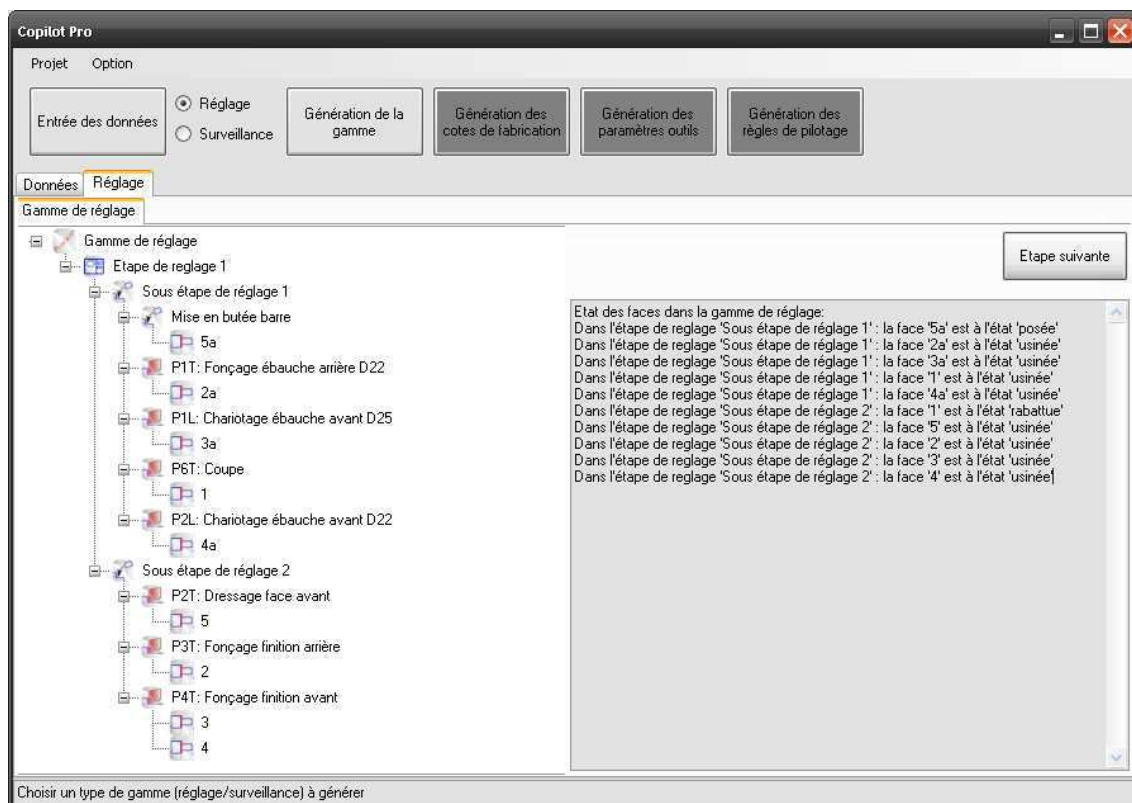 Copilot Pro
Projet Option
Entrée des données
Réglage
Surveillance
Génération de la
gamme
Génération des
cotes de fabrication
Génération des
paramètres outils
Génération des
règles de pilotage
Données Réglage
Gamme de réglage
Gamme de réglage
Etape de reglage 1
Sous étape de réglage 1
Mise en butée barre
5a
P1T: Fonçage ébauche arrière D22
2a
P1L: Chariotage ébauche avant D25
3a
P6T: Coupe
1
P2L: Chariotage ébauche avant D22
4a
Sous étape de réglage 2
P2T: Dressage face avant
5
P3T: Fonçage finition arrière
2
P4T: Fonçage finition avant
3
4
Etape suivante
Etat des faces dans la gamme de réglage:
Dans l'étape de reglage 'Sous étape de réglage 1' : la face '5a' est à l'état 'posée'
Dans l'étape de reglage 'Sous étape de réglage 1' : la face '2a' est à l'état 'usinée'
Dans l'étape de reglage 'Sous étape de réglage 1' : la face '3a' est à l'état 'usinée'
Dans l'étape de reglage 'Sous étape de réglage 1' : la face '1' est à l'état 'usinée'
Dans l'étape de reglage 'Sous étape de réglage 1' : la face '4a' est à l'état 'usinée'
Dans l'étape de reglage 'Sous étape de réglage 2' : la face '1' est à l'état 'rabattue'
Dans l'étape de reglage 'Sous étape de réglage 2' : la face '5' est à l'état 'usinée'
Dans l'étape de reglage 'Sous étape de réglage 2' : la face '2' est à l'état 'usinée'
Dans l'étape de reglage 'Sous étape de réglage 2' : la face '3' est à l'état 'usinée'
Dans l'étape de reglage 'Sous étape de réglage 2' : la face '4' est à l'état 'usinée'
Choisir un type de gamme (réglage/surveillance) à générer